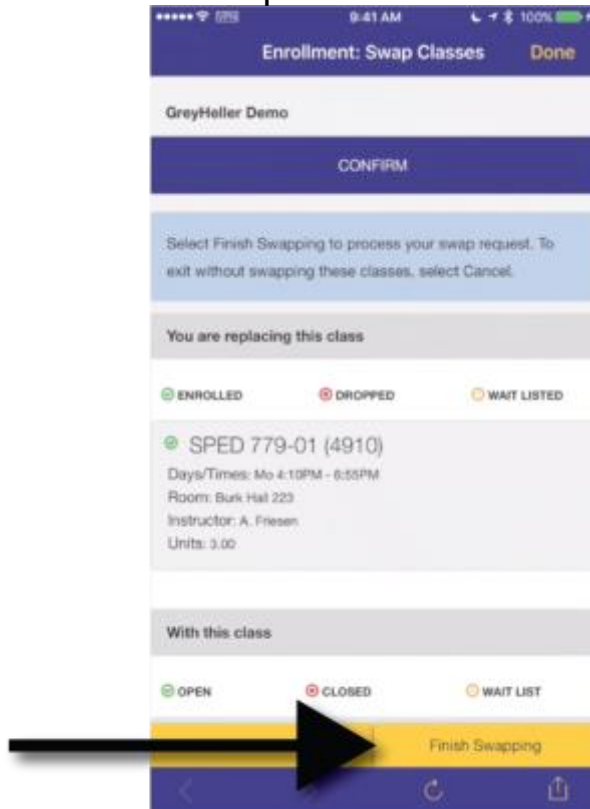 9:41 AM 100%
Enrollment: Swap Classes Done
GreyHeller Demo
CONFIRM
Select Finish Swapping to process your swap request. To
exit without swapping these classes, select Cancel.
You are replacing this class
ENROLLED DROPPED WAIT LISTED
SPED 779-01 (4910)
Days/Times: Mo 4:10PM - 6:55PM
Room: Burk Hall 223
Instructor: A. Friesen
Units: 3.00
With this class
OPEN CLOSED WAIT LIST
Finish Swapping